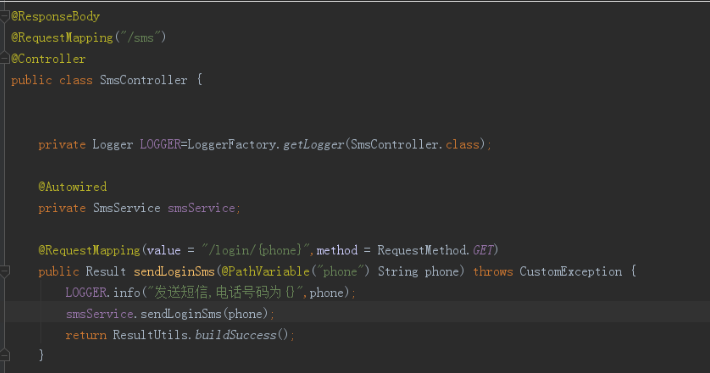 @ResponseBody
@RequestMapping("/sms")
@Controller
public class SmsController {
private Logger LOGGER=LoggerFactory.getLogger(SmsController.class);
@Autowired
private SmsService smsService;
@RequestMapping(value = "/login/{phone}",method = RequestMethod.GET)
public Result sendLoginSms(@PathVariable("phone") String phone) throws CustomException {
LOGGER.info("发送短信,电话号码为{}",phone);
smsService.sendLoginSms(phone);
return ResultUtils.buildSuccess();
}